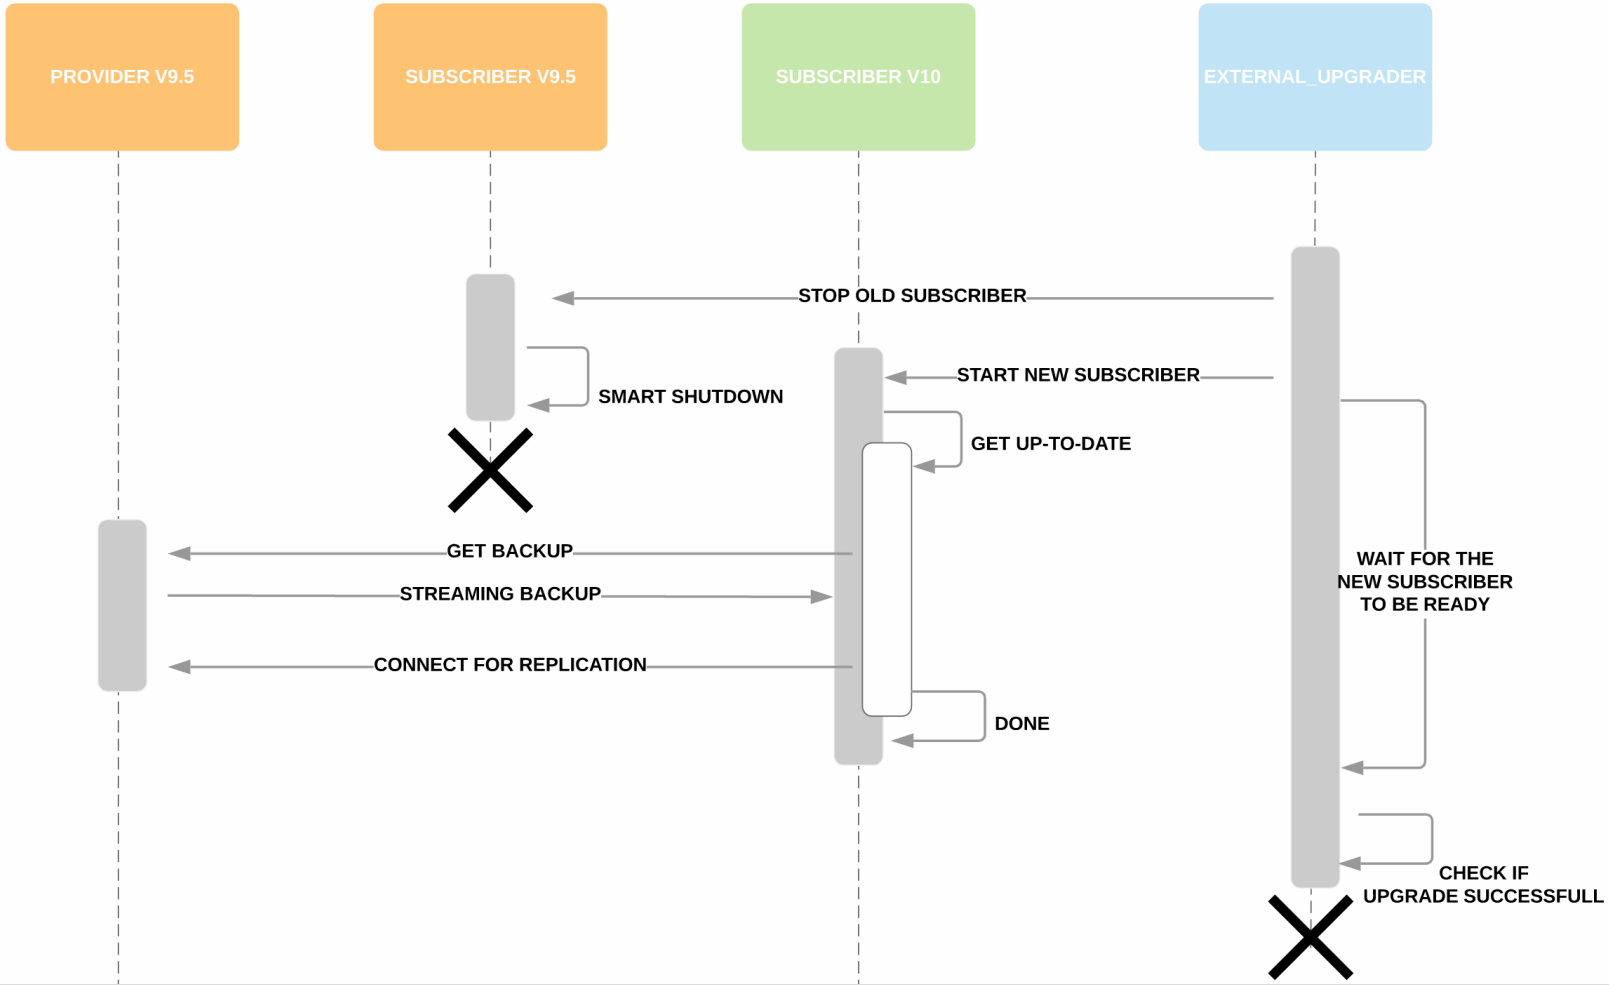 PROVIDER V9.5
SUBSCRIBER V9.5
SUBSCRIBER V10
EXTERNAL_UPGRADER
STOP OLD SUBSCRIBER
START NEW SUBSCRIBER
SMART SHUTDOWN
GET UP-TO-DATE
GET BACKUP
WAIT FOR THE
NEW SUBSCRIBER
TO BE READY
STREAMING BACKUP
CONNECT FOR REPLICATION
DONE
CHECK IF
UPGRADE SUCCESSFULL